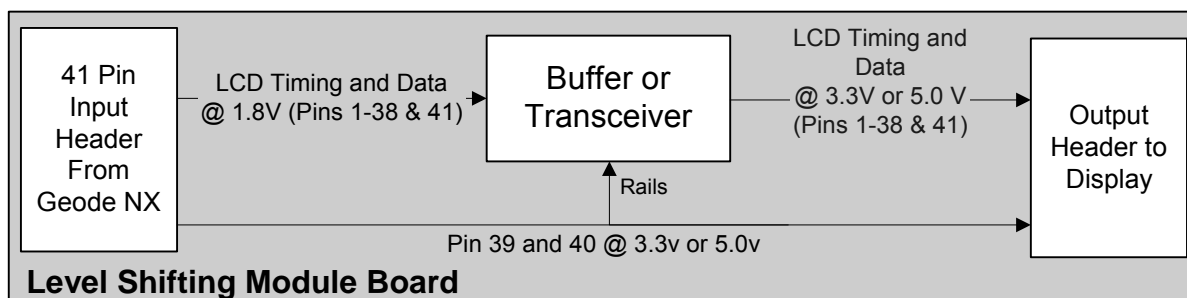 41 Pin
Input
Header
From
Geode NX
LCD Timing and Data
@ 1.8V (Pins 1-38 & 41)
Buffer or
Transceiver
LCD Timing and
Data
@ 3.3V or 5.0 V
(Pins 1-38 & 41)
Output
Header to
Display
Rails
Pin 39 and 40 @ 3.3v or 5.0v
Level Shifting Module Board